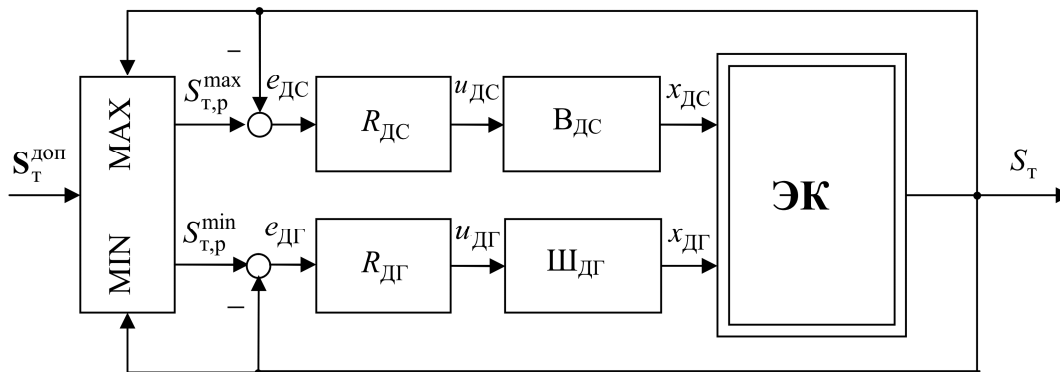 S_т^доп
MAX
MIN
S_т,р^max
−
e_ДС
R_ДС
u_ДС
В_ДС
x_ДС
ЭК
S_т
S_т,р^min
−
e_ДГ
R_ДГ
u_ДГ
Ш_ДГ
x_ДГ